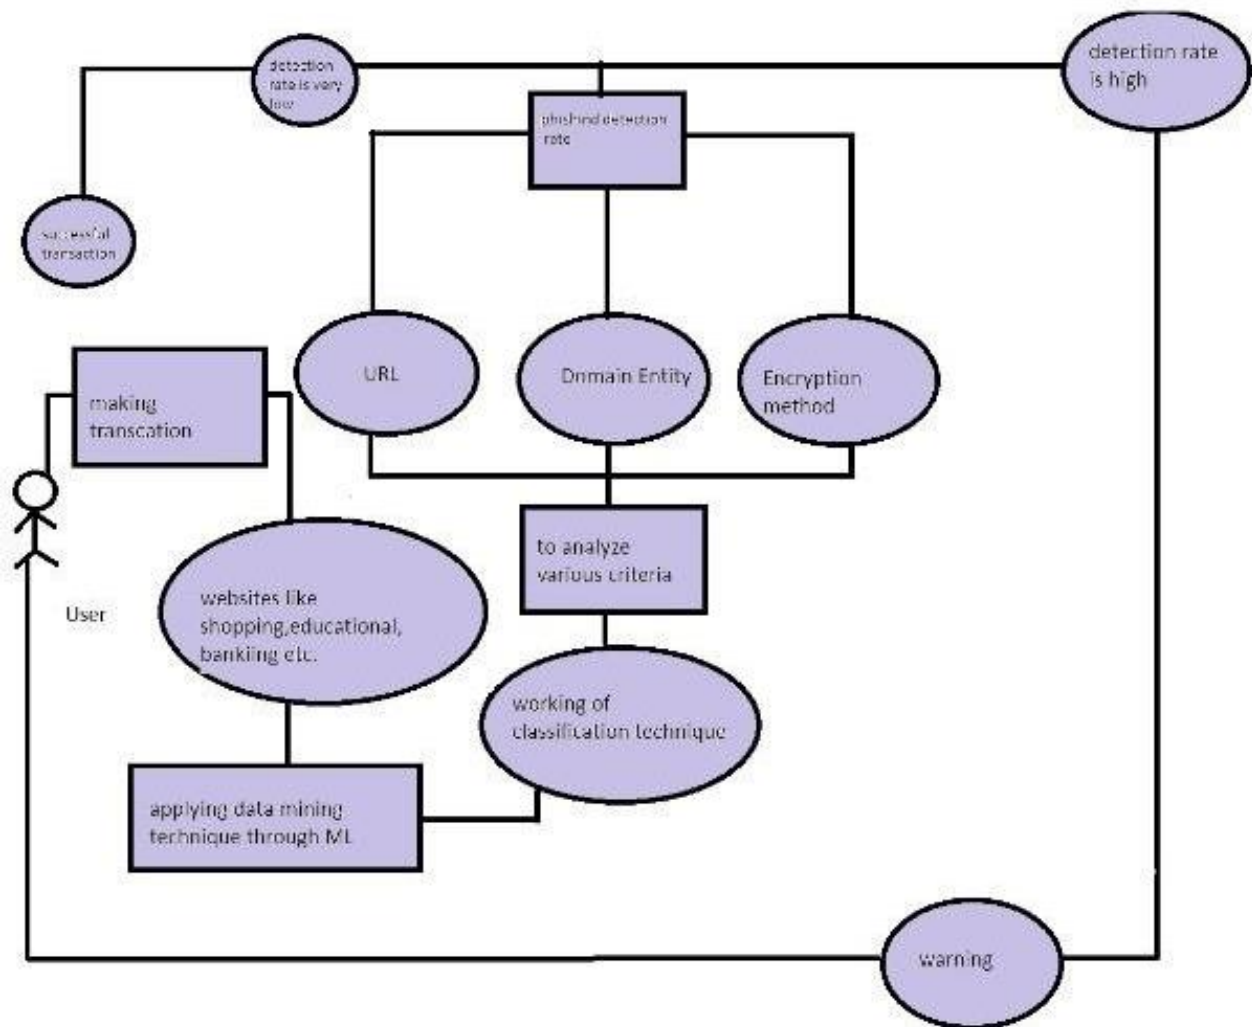 detection
rate is very
low
detection rate
is high
phishind detection
rate
successful
transaction
URL
Dnmain Entity
Encryption
method
making
transcation
to analyze
various criteria
User
websites like
shopping,educational,
bankiing etc.
working of
classification technique
applying data mining
technique through ML
warning